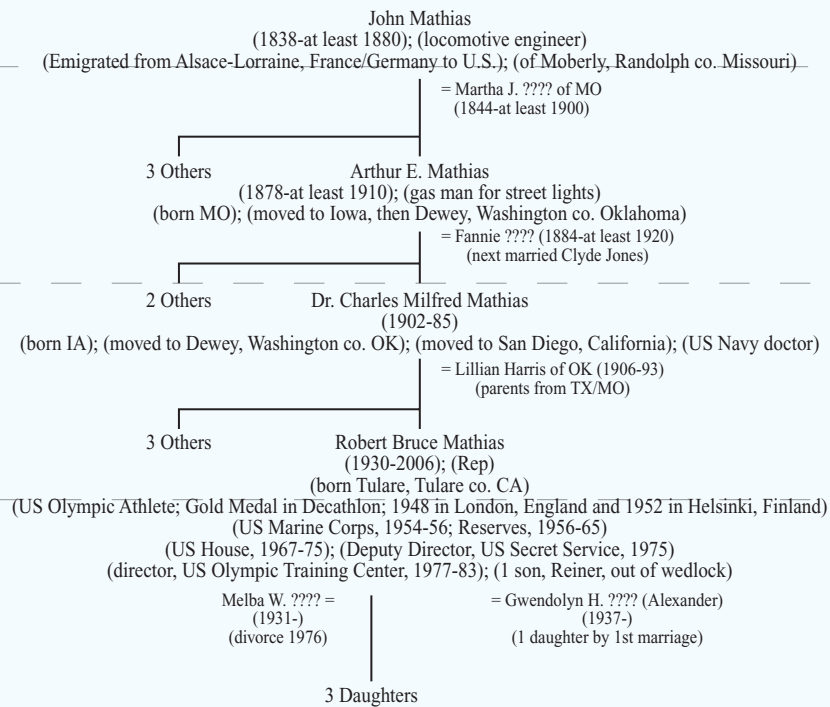 John Mathias
(1838-at least 1880); (locomotive engineer)
(Emigrated from Alsace-Lorraine, France/Germany to U.S.); (of Moberly, Randolph co. Missouri)
= Martha J. ???? of MO
(1844-at least 1900)
3 Others
Arthur E. Mathias
(1878-at least 1910); (gas man for street lights)
(born MO); (moved to Iowa, then Dewey, Washington co. Oklahoma)
= Fannie ???? (1884-at least 1920)
(next married Clyde Jones)
2 Others
Dr. Charles Milfred Mathias
(1902-85)
(born IA); (moved to Dewey, Washington co. OK); (moved to San Diego, California); (US Navy doctor)
= Lillian Harris of OK (1906-93)
(parents from TX/MO)
3 Others
Robert Bruce Mathias
(1930-2006); (Rep)
(born Tulare, Tulare co. CA)
(US Olympic Athlete; Gold Medal in Decathlon; 1948 in London, England and 1952 in Helsinki, Finland)
(US Marine Corps, 1954-56; Reserves, 1956-65)
(US House, 1967-75); (Deputy Director, US Secret Service, 1975)
(director, US Olympic Training Center, 1977-83); (1 son, Reiner, out of wedlock)
Melba W. ???? =
(1931-)
(divorce 1976)
= Gwendolyn H. ???? (Alexander)
(1937-)
(1 daughter by 1st marriage)
3 Daughters